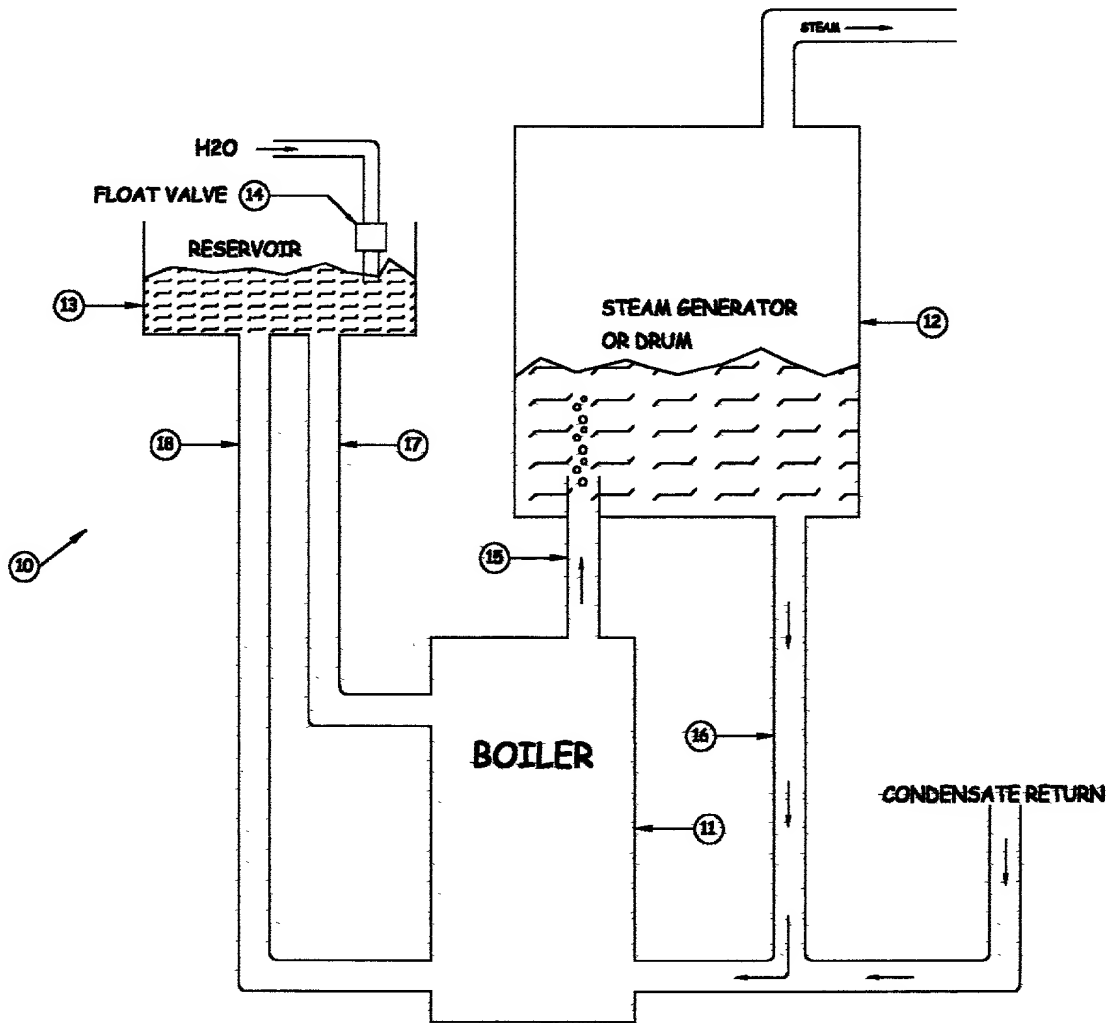 STEAM
H2O
FLOAT VALVE 14
RESERVOIR
13
STEAM GENERATOR
OR DRUM
12
18
17
10
15
BOILER
16
CONDENSATE RETURN
11